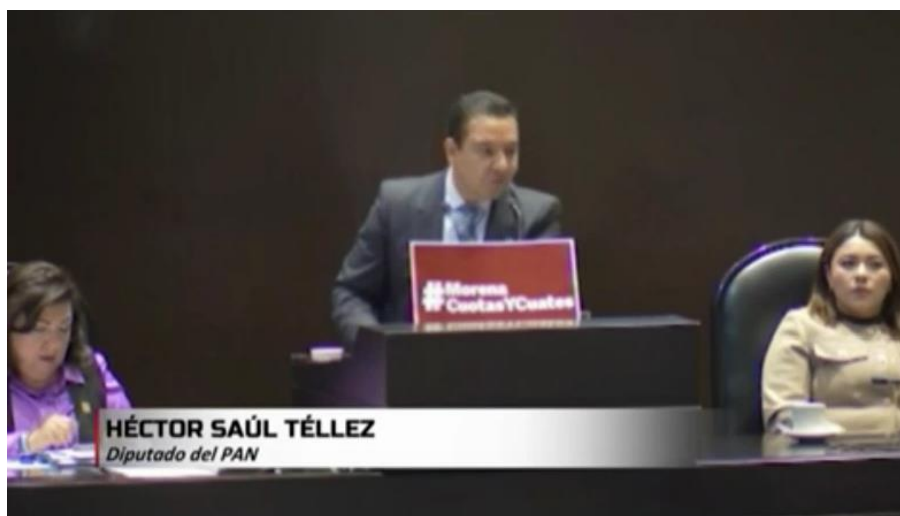 #Morena
CuotasYCuates
HÉCTOR SAÚL TÉLLEZ
Diputado del PAN